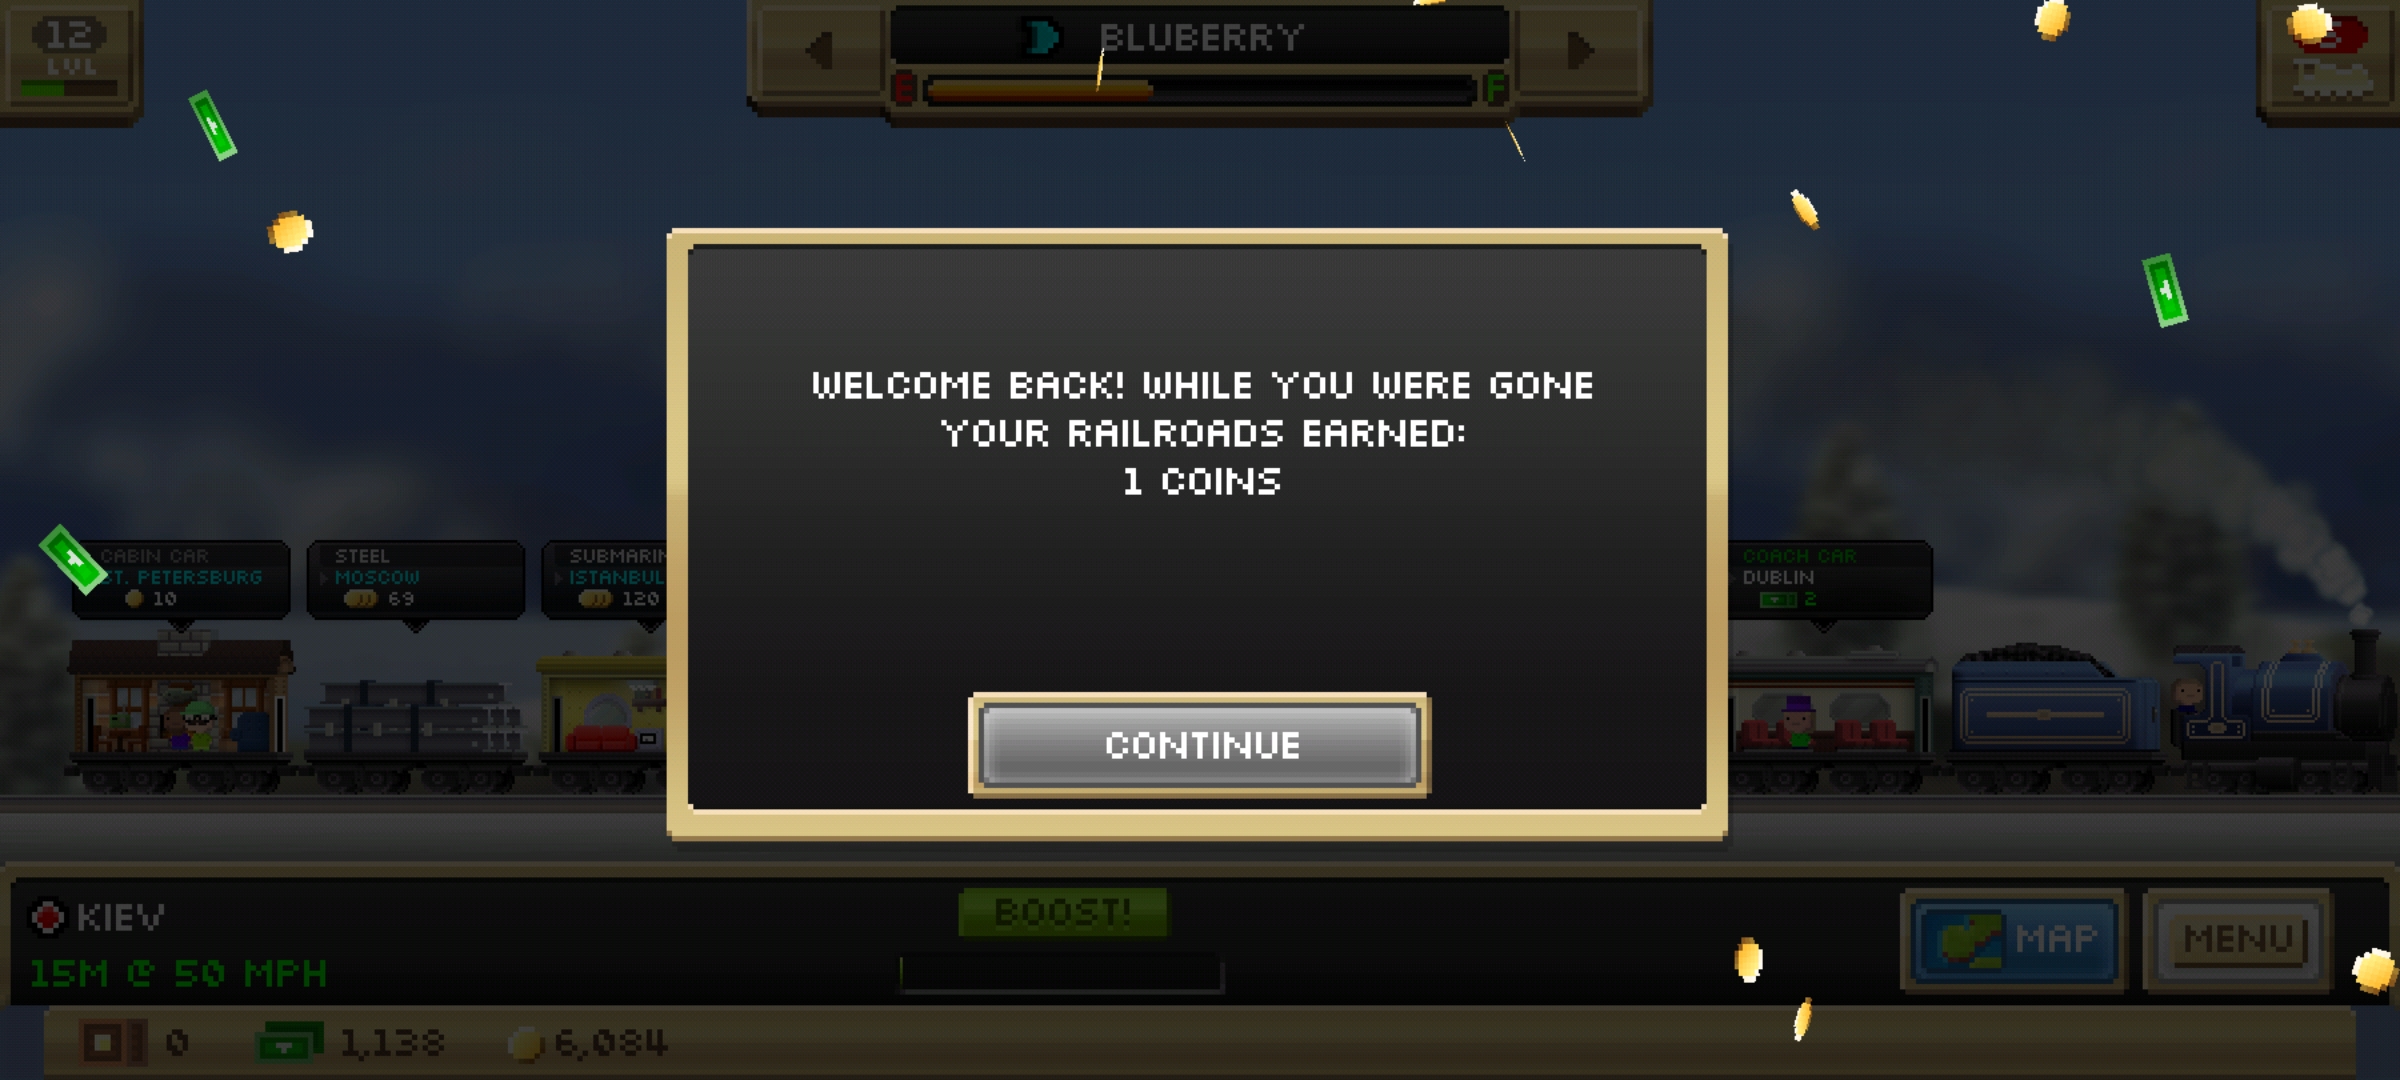 12
LVL
BLUBERRY
E
F
WELCOME BACK! WHILE YOU WERE GONE
YOUR RAILROADS EARNED:
1 COINS
CONTINUE
CABIN CAR
ST. PETERSBURG
10
STEEL
MOSCOW
69
SUBMARIN
ISTANBUL
120
COACH CAR
DUBLIN
2
KIEV
15M @ 50 MPH
BOOST!
MAP
MENU
0
1,138
6,084